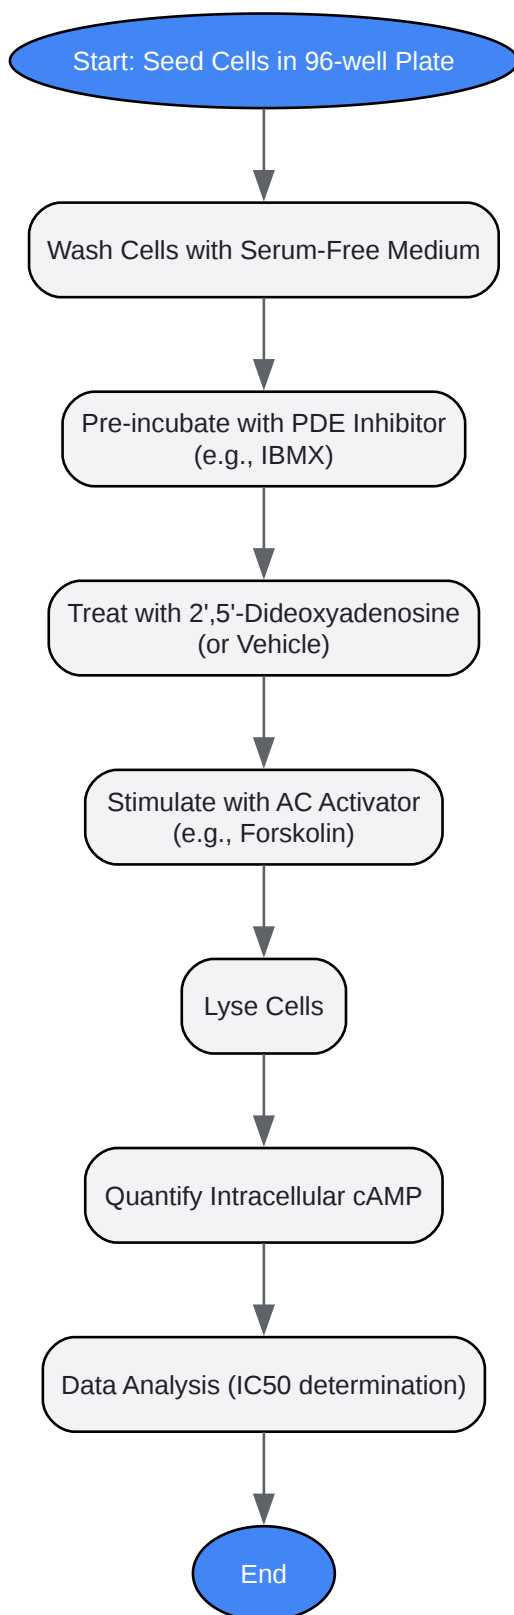 Start: Seed Cells in 96-well Plate
Wash Cells with Serum-Free Medium
Pre-incubate with PDE Inhibitor
(e.g., IBMX)
Treat with 2',5'-Dideoxyadenosine
(or Vehicle)
Stimulate with AC Activator
(e.g., Forskolin)
Lyse Cells
Quantify Intracellular cAMP
Data Analysis (IC50 determination)
End